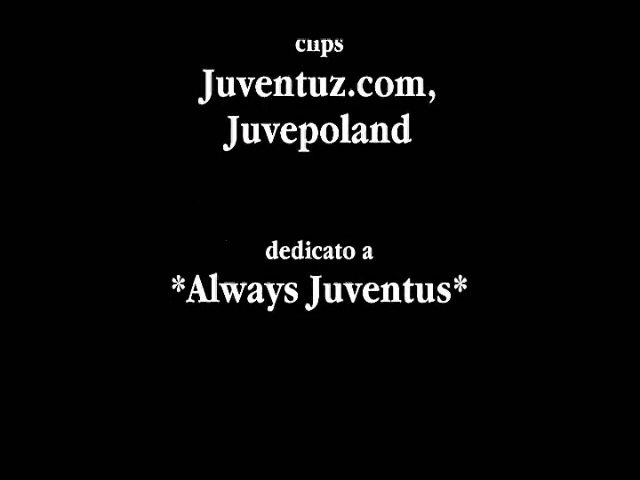 clips
Juventuz.com,
Juvepoland
dedicato a
*Always Juventus*